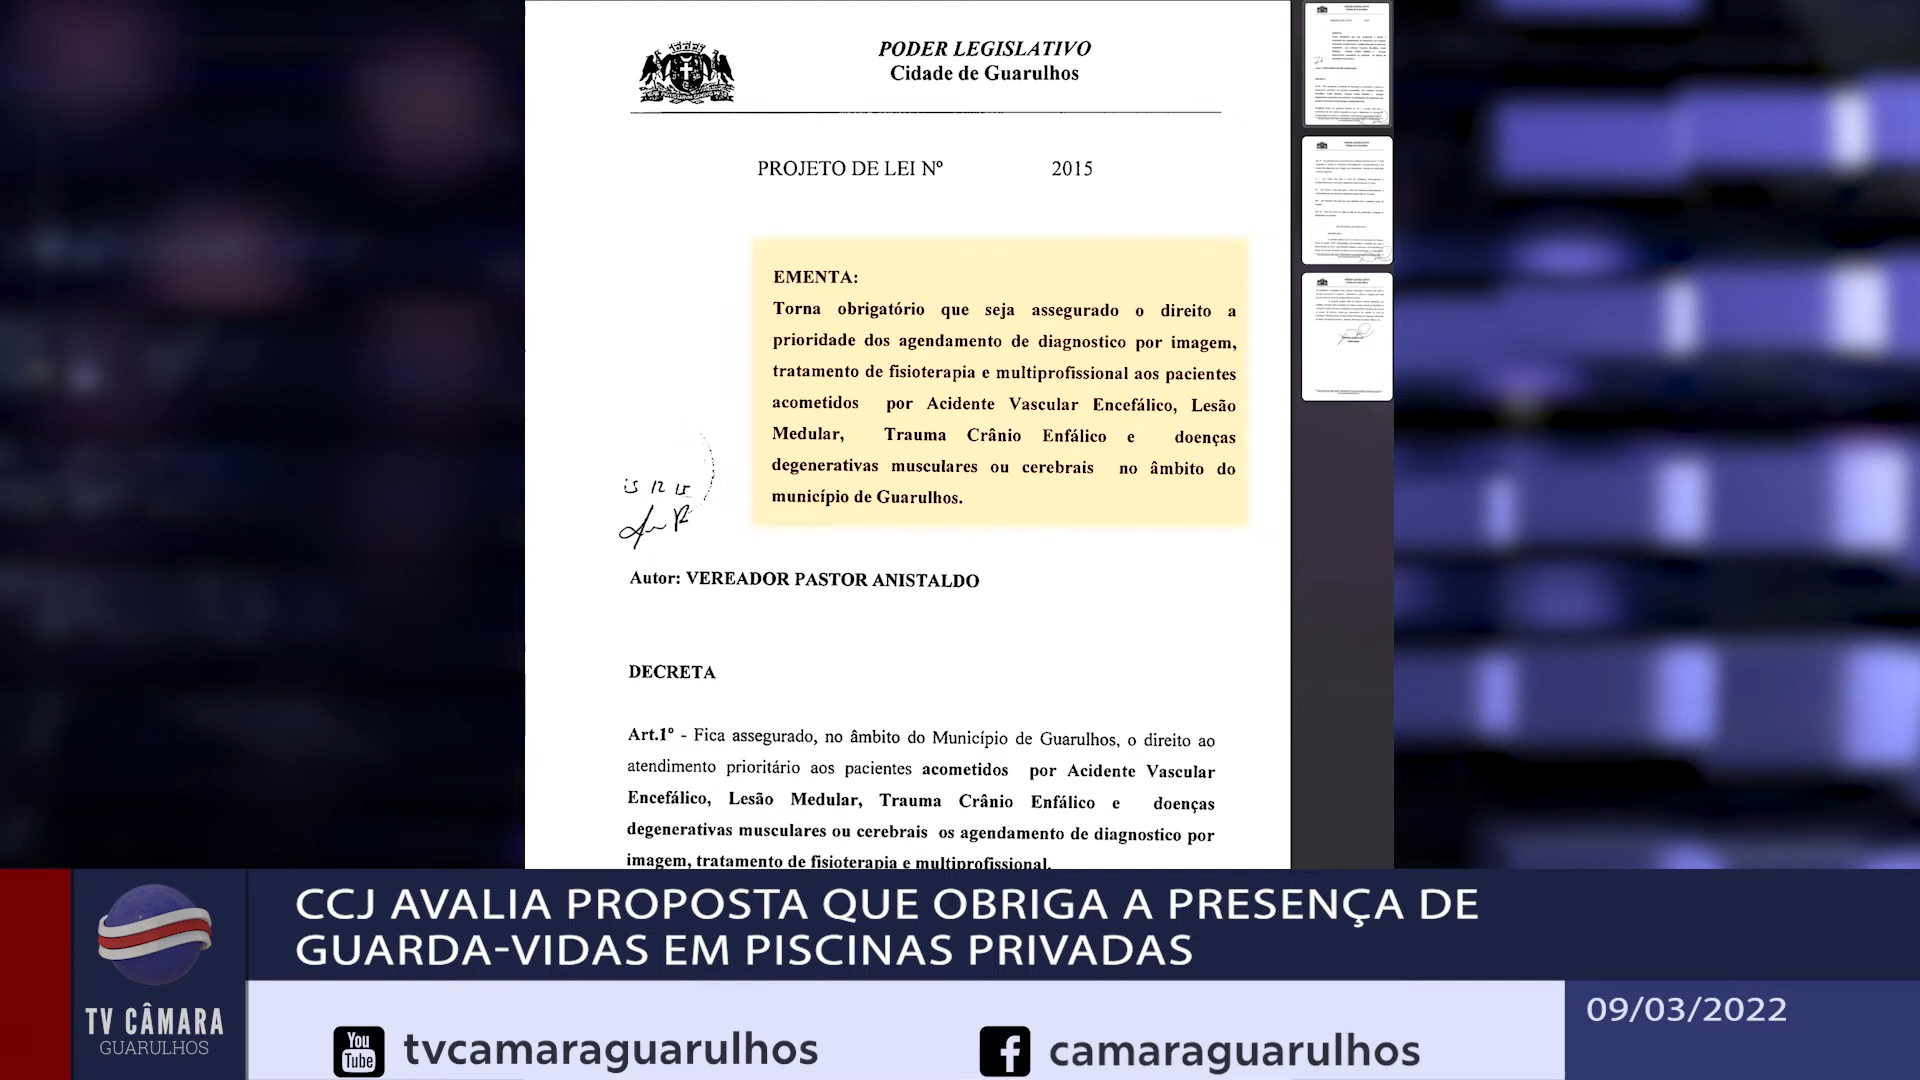 PODER LEGISLATIVO
Cidade de Guarulhos
PROJETO DE LEI Nº 2015
EMENTA:
Torna obrigatório que seja assegurado o direito a
prioridade dos agendamento de diagnostico por imagem,
tratamento de fisioterapia e multiprofissional aos pacientes
acometidos por Acidente Vascular Encefálico, Lesão
Medular, Trauma Crânio Enfálico e doenças
degenerativas musculares ou cerebrais no âmbito do
município de Guarulhos.
15 12 15
Autor: VEREADOR PASTOR ANISTALDO
DECRETA
Art.1º - Fica assegurado, no âmbito do Município de Guarulhos, o direito ao
atendimento prioritário aos pacientes acometidos por Acidente Vascular
Encefálico, Lesão Medular, Trauma Crânio Enfálico e doenças
degenerativas musculares ou cerebrais os agendamento de diagnostico por
imagem, tratamento de fisioterapia e multiprofissional.
CCJ AVALIA PROPOSTA QUE OBRIGA A PRESENÇA DE
GUARDA-VIDAS EM PISCINAS PRIVADAS
TV CÂMARA
GUARULHOS
You
Tube
tvcamaraguarulhos
camaraguarulhos
09/03/2022